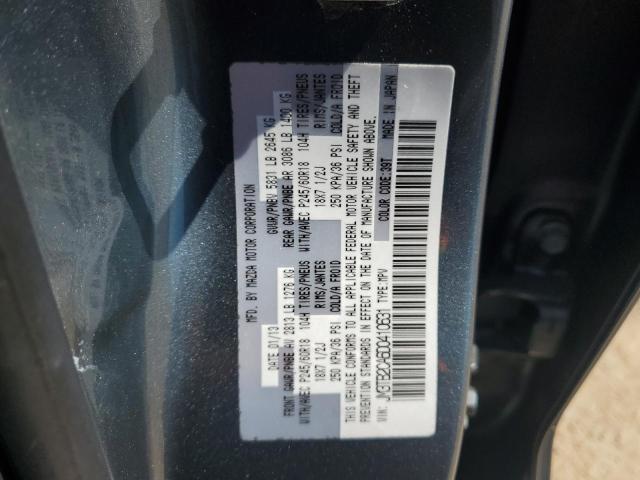 MFD. BY MAZDA MOTOR CORPORATION
DATE 01/13 GVWR/PNBV 5831 LB 2645 KG
FRONT GAWR/PNBE AV 2813 LB 1276 KG REAR GAWR/PNBE AR 3086 LB 1400 KG
WITH/AVEC P245/60R18 104H TIRES/PNEUS WITH/AVEC P245/60R18 104H TIRES/PNEUS
18X7 1/2J RIMS/JANTES 18X7 1/2J RIMS/JANTES
250 KPA/36 PSI COLD/A FROID 250 KPA/36 PSI COLD/A FROID
THIS VEHICLE CONFORMS TO ALL APPLICABLE FEDERAL MOTOR VEHICLE SAFETY AND THEFT
PREVENTION STANDARDS IN EFFECT ON THE DATE OF MANUFACTURE SHOWN ABOVE.
VIN: JM3TB2CA6D0410631 TYPE:MPV COLOR CODE:39T MADE IN JAPAN